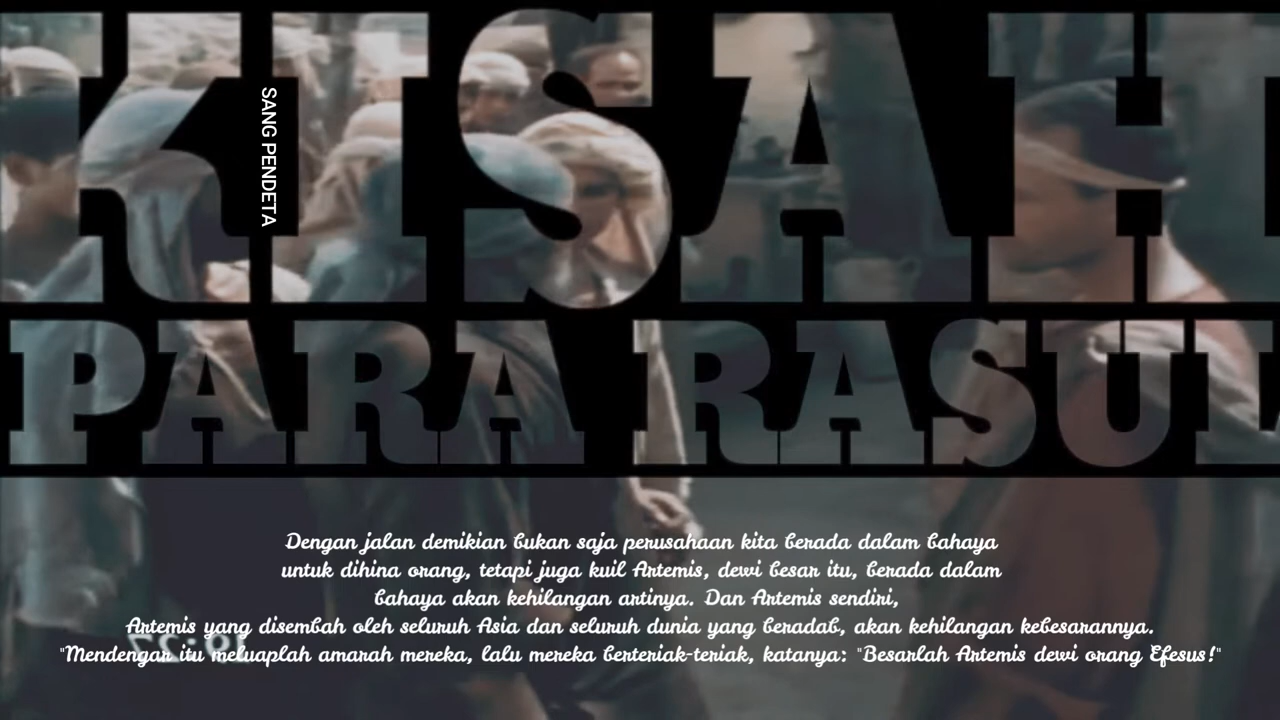 KISAH
SANG PENDETA
PARA RASUL
Dengan jalan demikian bukan saja perusahaan kita berada dalam bahaya
untuk dihina orang, tetapi juga kuil Artemis, dewi besar itu, berada dalam
bahaya akan kehilangan artinya. Dan Artemis sendiri,
Artemis yang disembah oleh seluruh Asia dan seluruh dunia yang beradab, akan kehilangan kebesarannya.
"Mendengar itu meluaplah amarah mereka, lalu mereka berteriak-teriak, katanya: "Besarlah Artemis dewi orang Efesus!"